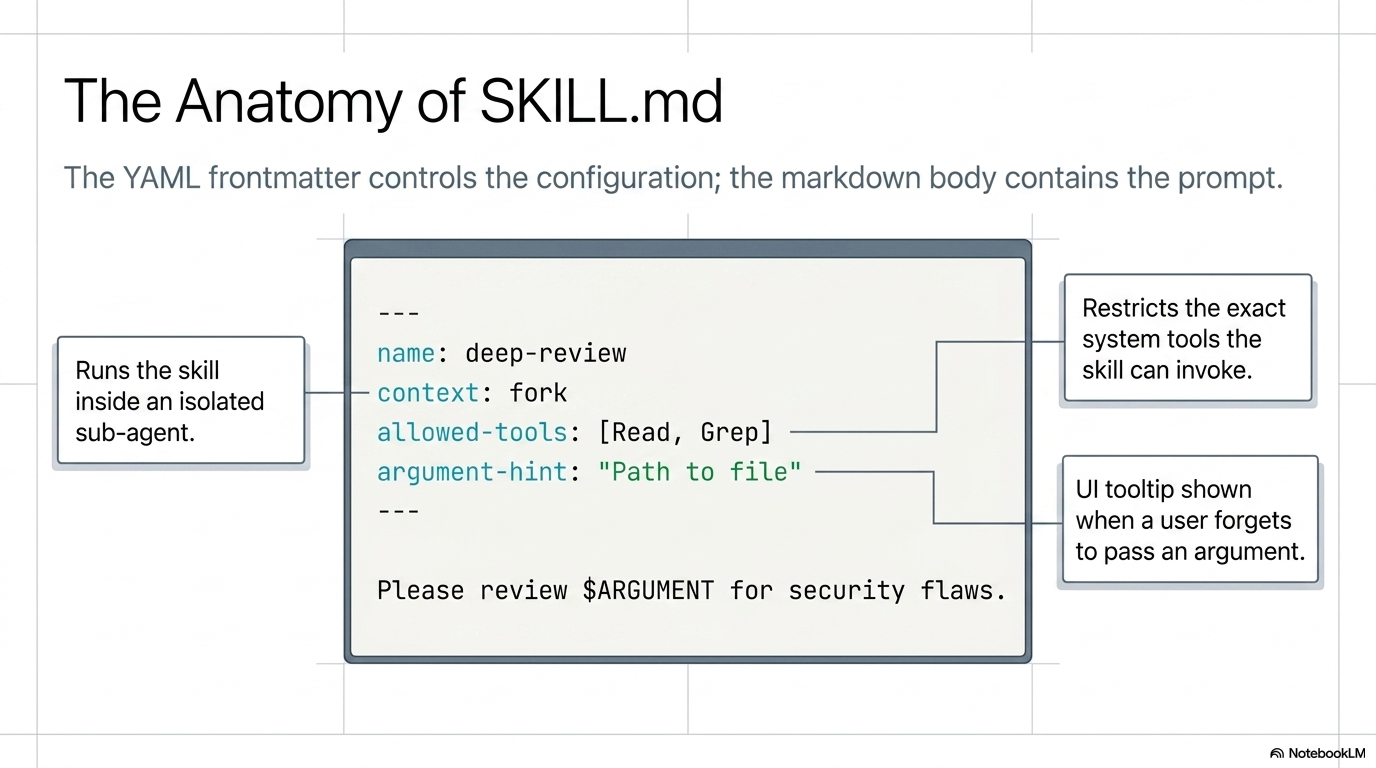 The Anatomy of SKILL.md
The YAML frontmatter controls the configuration; the markdown body contains the prompt.
Runs the skill
inside an isolated
sub-agent.
---
name: deep-review
context: fork
allowed-tools: [Read, Grep]
argument-hint: "Path to file"
---
Please review $ARGUMENT for security flaws.
Restricts the exact
system tools the
skill can invoke.
UI tooltip shown
when a user forgets
to pass an argument.
NotebookLM